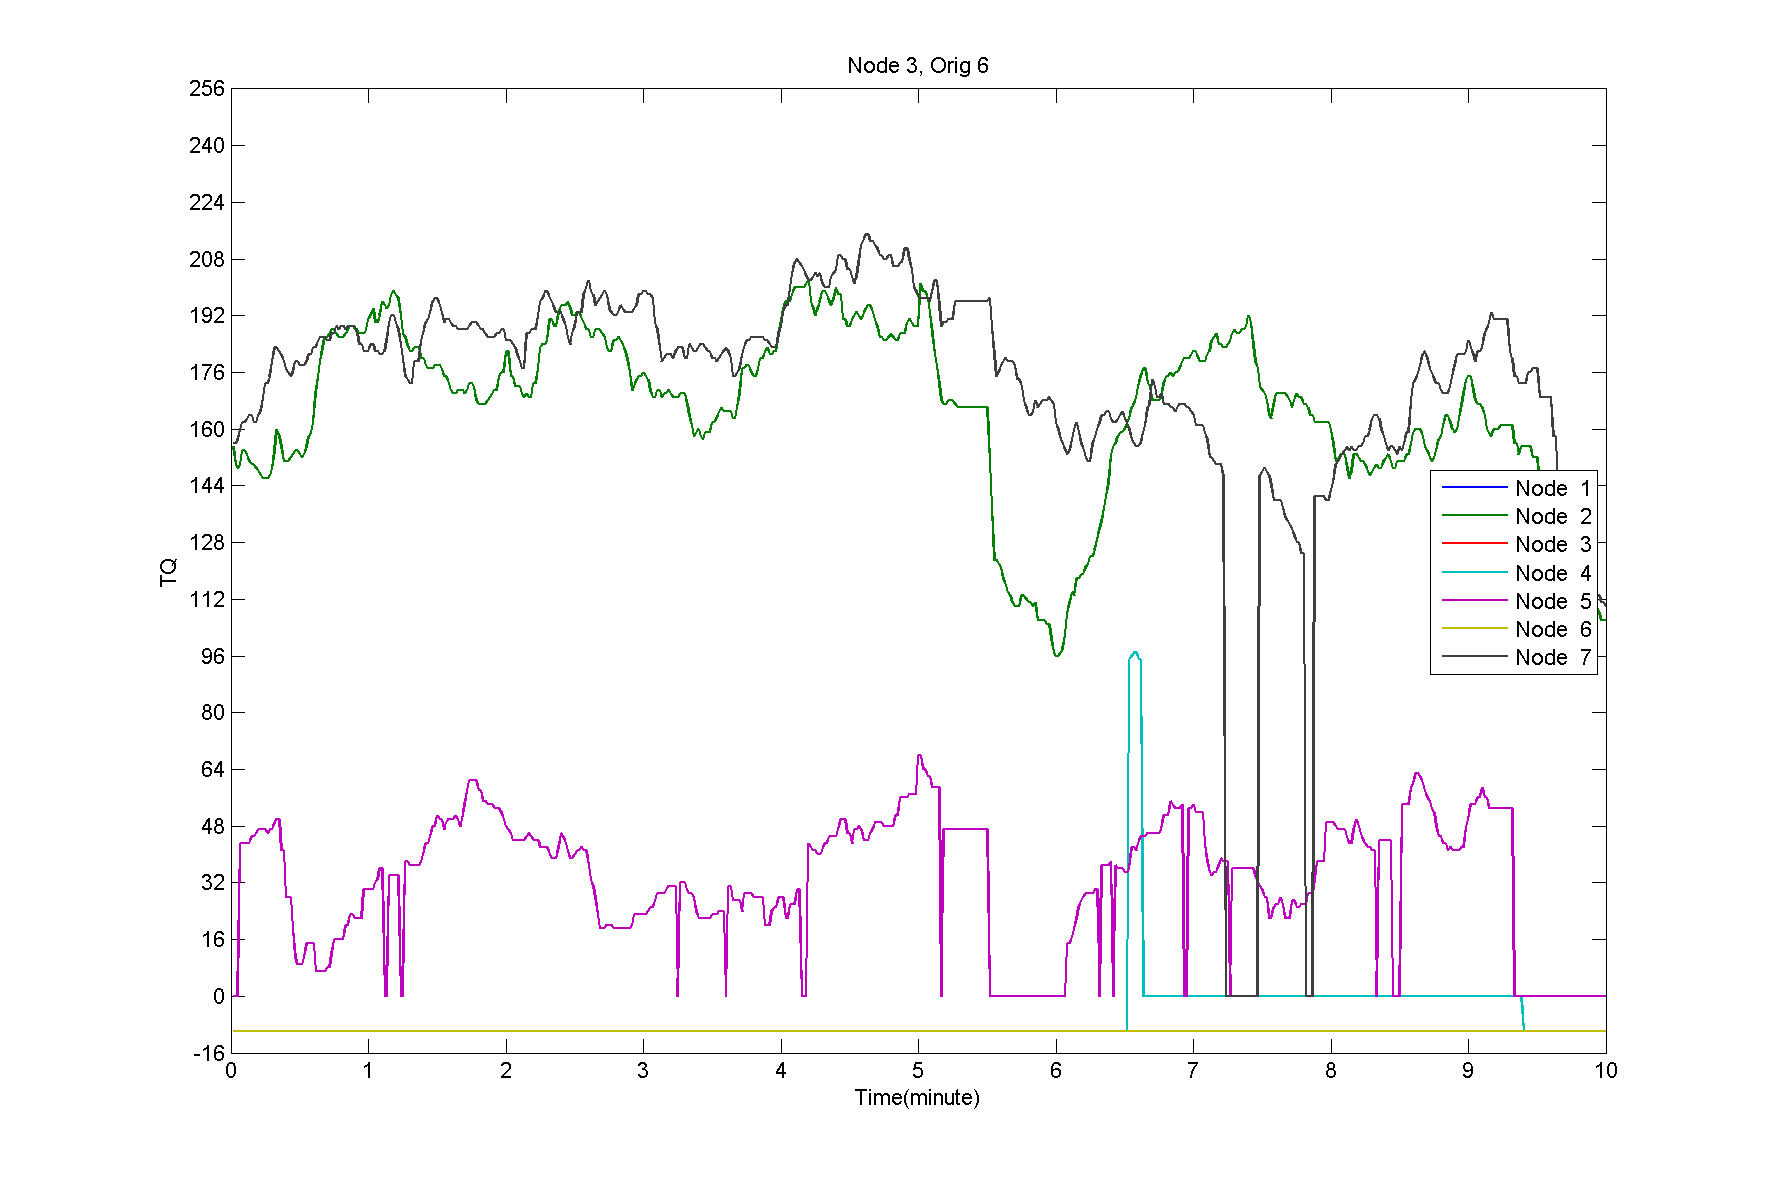 Node 3, Orig 6
256
240
224
208
192
176
160
144
128
112
96
80
64
48
32
16
0
-16
TQ
Node 1
Node 2
Node 3
Node 4
Node 5
Node 6
Node 7
0 1 2 3 4 5 6 7 8 9 10
Time(minute)